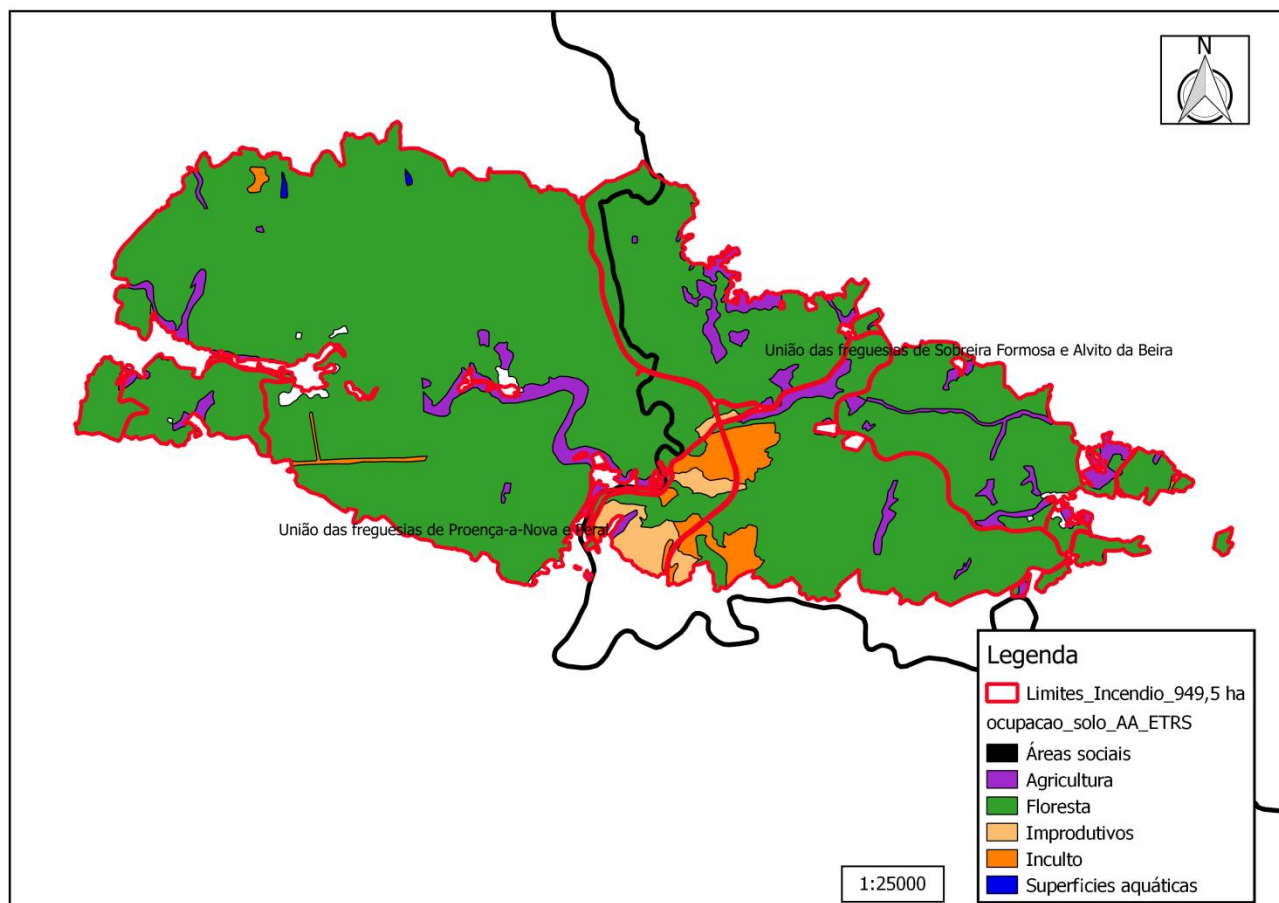 N
União das freguesias de Sobreira Formosa e Alvito da Beira
União das freguesias de Proença-a-Nova e Peral
Legenda
Limites_Incendio_949,5 ha
ocupacao_solo_AA_ETRS
Áreas sociais
Agricultura
Floresta
Improdutivos
Inculto
Superficies aquáticas
1:25000